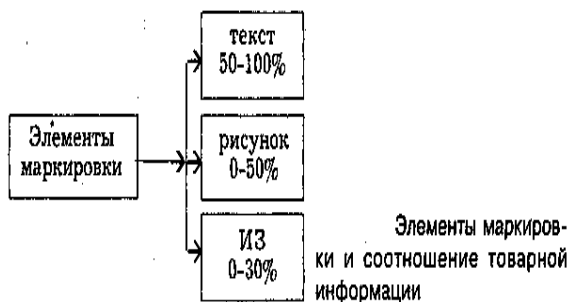 текст
50-100%
Элементы
маркировки
рисунок
0-50%
ИЗ
0-30%
Элементы маркиров-
ки и соотношение товарной
информации